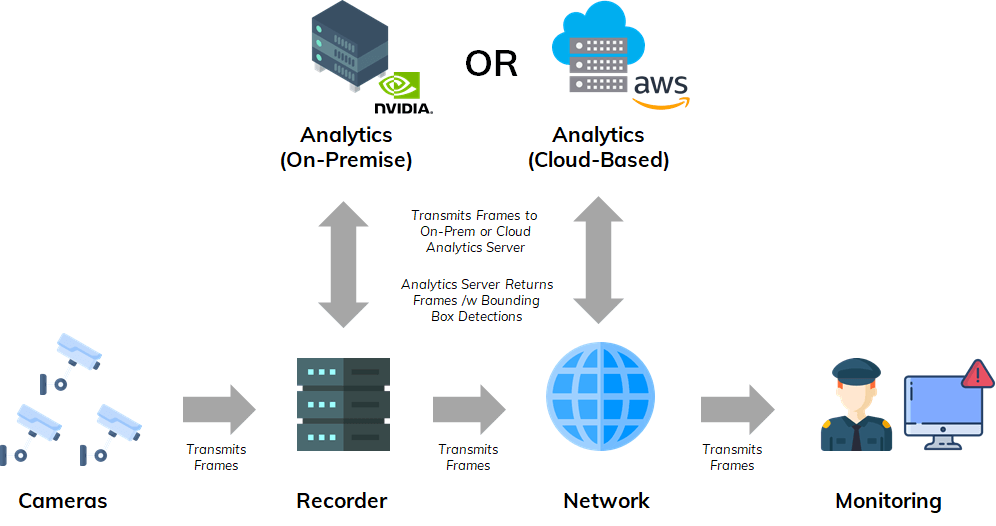 OR
NVIDIA.
aws
Analytics
(On-Premise)
Analytics
(Cloud-Based)
Transmits Frames to
On-Prem or Cloud
Analytics Server
Analytics Server Returns
Frames /w Bounding
Box Detections
Transmits
Frames
Transmits
Frames
Transmits
Frames
Cameras
Recorder
Network
Monitoring